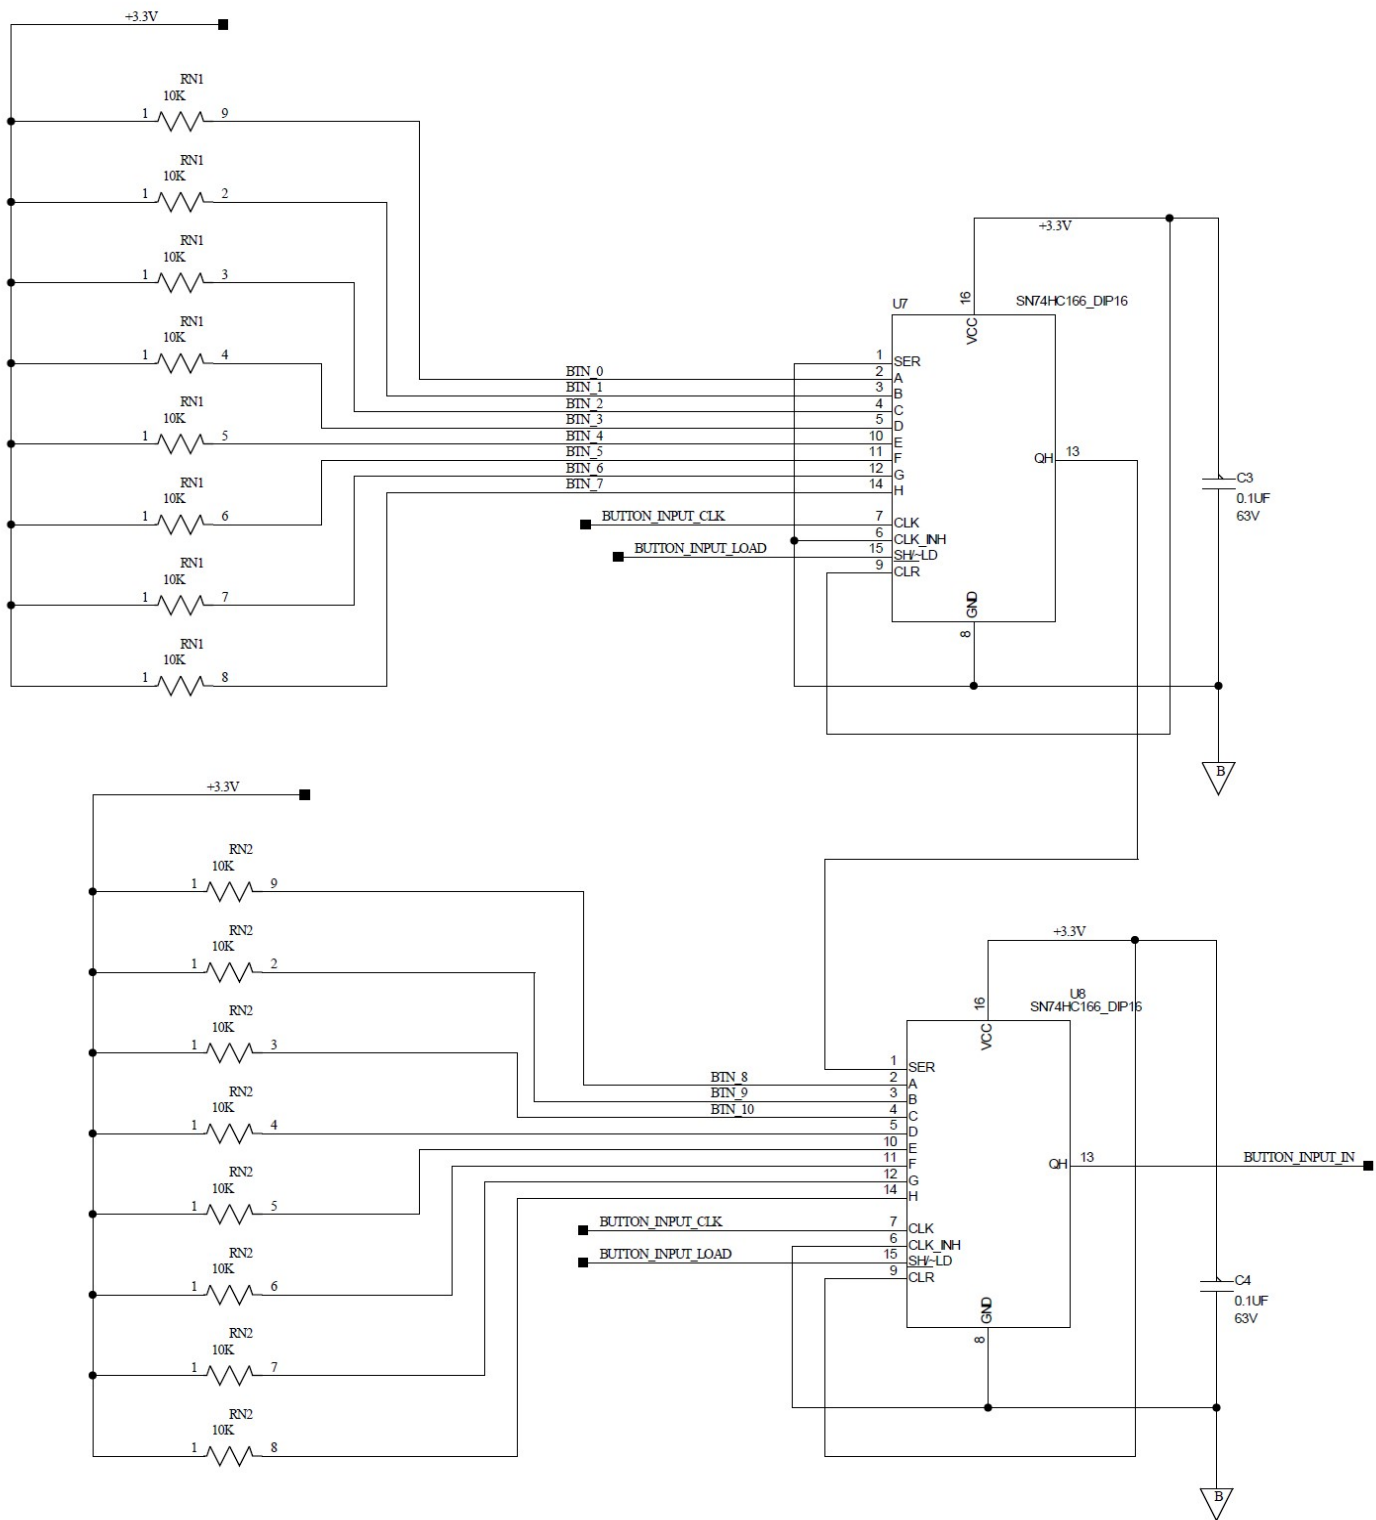 +3.3V
RN1
10K
1 9
RN1
10K
1 2
RN1
10K
1 3
RN1
10K
1 4
RN1
10K
1 5
RN1
10K
1 6
RN1
10K
1 7
RN1
10K
1 8
BTN_0
BTN_1
BTN_2
BTN_3
BTN_4
BTN_5
BTN_6
BTN_7
BUTTON_INPUT_CLK
BUTTON_INPUT_LOAD
+3.3V
U7
SN74HC166_DIP16
16
VCC
1 SER
2 A
3 B
4 C
5 D
10 E
11 F
12 G
14 H
7 CLK
6 CLK_INH
15 SH/~LD
9 CLR
QH 13
GND
8
C3
0.1UF
63V
B
+3.3V
RN2
10K
1 9
RN2
10K
1 2
RN2
10K
1 3
RN2
10K
1 4
RN2
10K
1 5
RN2
10K
1 6
RN2
10K
1 7
RN2
10K
1 8
BTN_8
BTN_9
BTN_10
BUTTON_INPUT_CLK
BUTTON_INPUT_LOAD
+3.3V
U8
SN74HC166_DIP16
16
VCC
1 SER
2 A
3 B
4 C
5 D
10 E
11 F
12 G
14 H
7 CLK
6 CLK_INH
15 SH/~LD
9 CLR
QH 13
BUTTON_INPUT_IN
GND
8
C4
0.1UF
63V
B